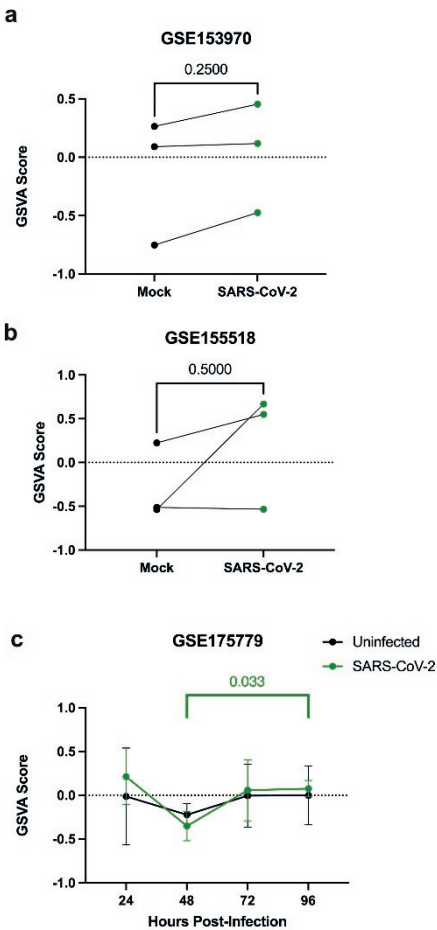 a
GSE153970
0.2500
0.5
0.0
-0.5
-1.0
GSVA Score
Mock SARS-CoV-2
b
GSE155518
0.5000
1.0
0.5
0.0
-0.5
-1.0
GSVA Score
Mock SARS-CoV-2
c
GSE175779
Uninfected
SARS-CoV-2
0.033
1.0
0.5
0.0
-0.5
-1.0
GSVA Score
24 48 72 96
Hours Post-Infection